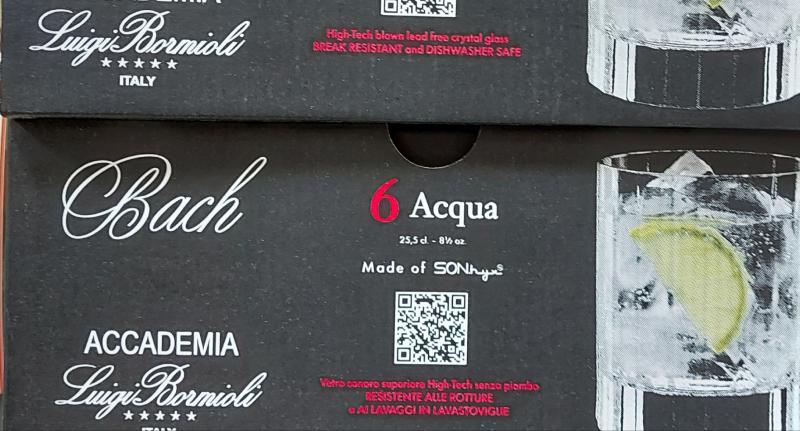 Luigi Bormioli
ITALY
High-Tech blown lead free crystal glass
BREAK RESISTANT and DISHWASHER SAFE
Bach
6 Acqua
25,5 cl. - 8½ oz.
Made of SONhyx®
ACCADEMIA
Luigi Bormioli
ITALY
Vetro sonoro superiore High-Tech senza piombo
RESISTENTE ALLE ROTTURE
e AI LAVAGGI IN LAVASTOVIGLIE